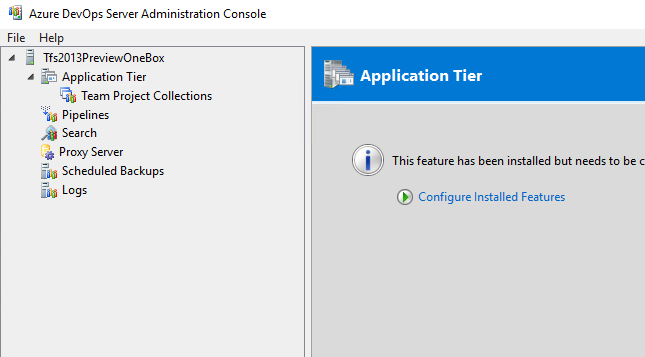 Azure DevOps Server Administration Console
File Help
Tfs2013PreviewOneBox
Application Tier
Team Project Collections
Pipelines
Search
Proxy Server
Scheduled Backups
Logs
Application Tier
This feature has been installed but needs to be c
Configure Installed Features